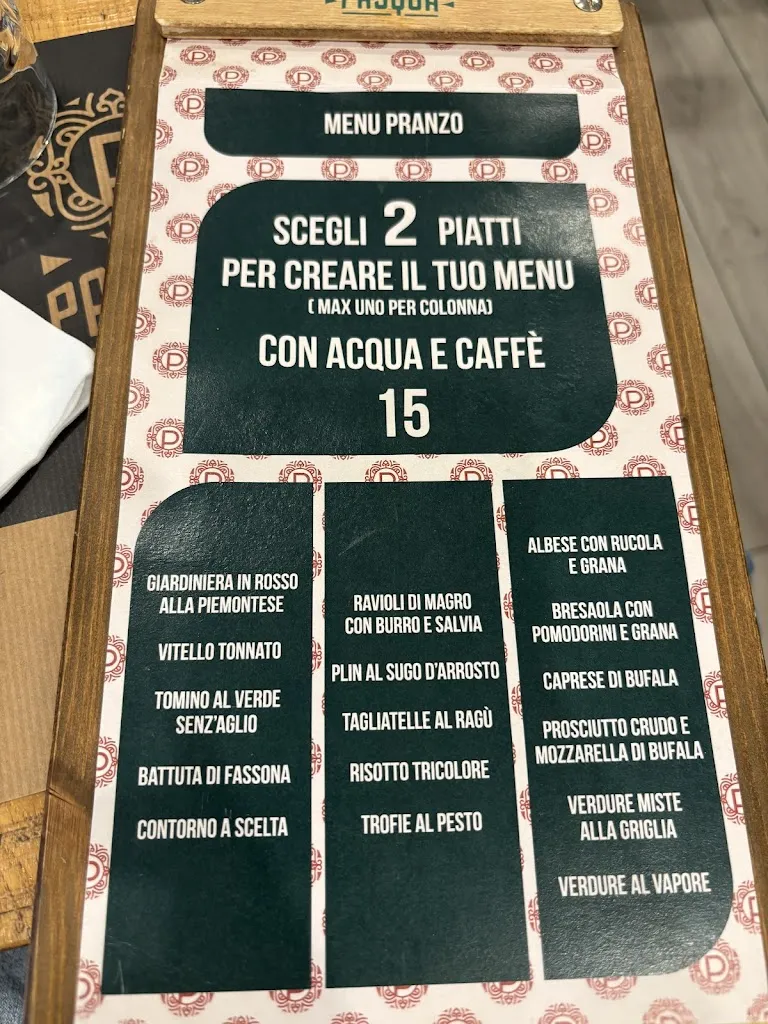 PASQUA
MENU PRANZO
SCEGLI 2 PIATTI
PER CREARE IL TUO MENU
( MAX UNO PER COLONNA)
CON ACQUA E CAFFÈ
15
GIARDINIERA IN ROSSO
ALLA PIEMONTESE
VITELLO TONNATO
TOMINO AL VERDE
SENZ'AGLIO
BATTUTA DI FASSONA
CONTORNO A SCELTA
RAVIOLI DI MAGRO
CON BURRO E SALVIA
PLIN AL SUGO D'ARROSTO
TAGLIATELLE AL RAGÙ
RISOTTO TRICOLORE
TROFIE AL PESTO
ALBESE CON RUCOLA
E GRANA
BRESAOLA CON
POMODORINI E GRANA
CAPRESE DI BUFALA
PROSCIUTTO CRUDO E
MOZZARELLA DI BUFALA
VERDURE MISTE
ALLA GRIGLIA
VERDURE AL VAPORE